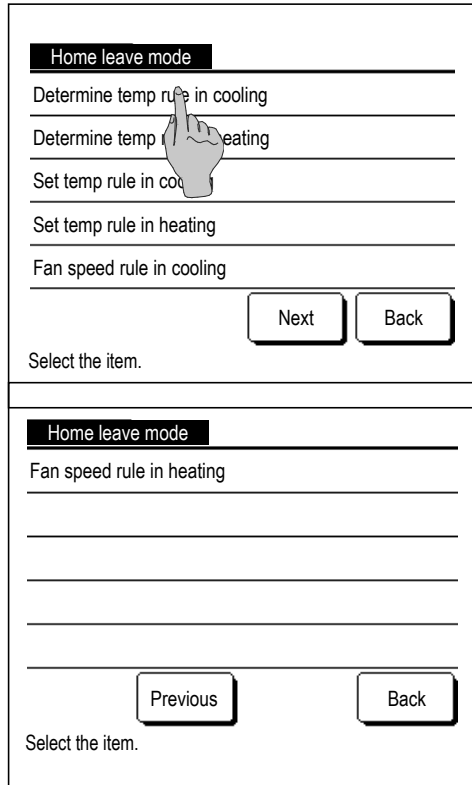 Home leave mode
Determine temp rule in cooling
Determine temp eating
Set temp rule in
Set temp rule in heating
Fan speed rule in cooling
Next Back
Select the item.
Home leave mode
Fan speed rule in heating
Previous Back
Select the item.